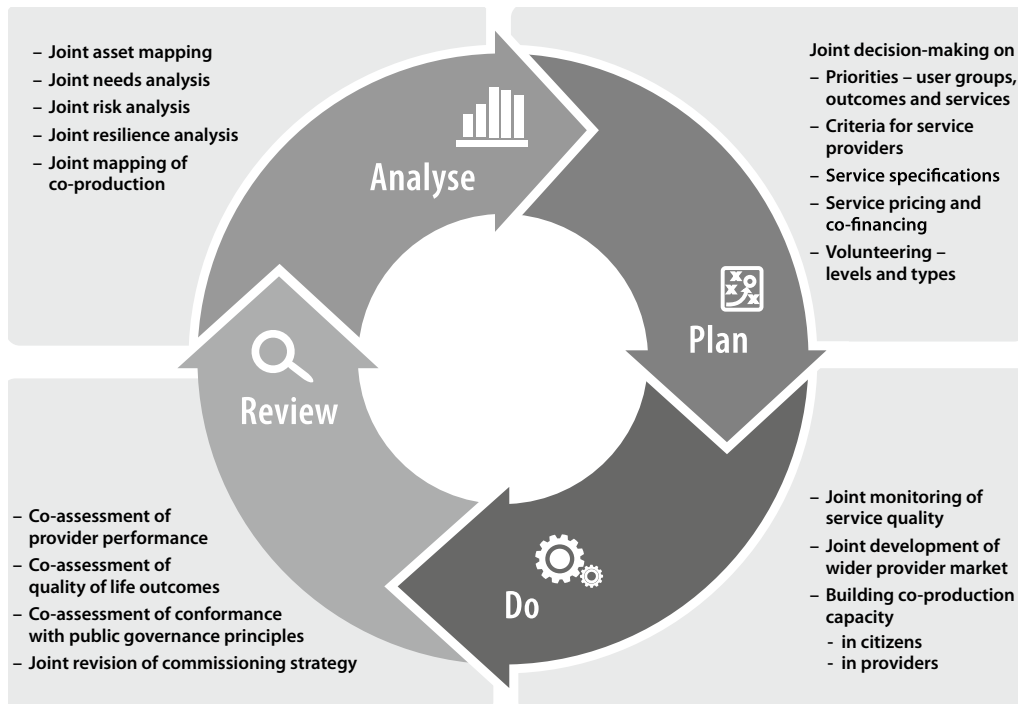 – Joint asset mapping
– Joint needs analysis
– Joint risk analysis
– Joint resilience analysis
– Joint mapping of
co-production
Analyse
Joint decision-making on
– Priorities – user groups,
outcomes and services
– Criteria for service
providers
– Service specifications
– Service pricing and
co-financing
– Volunteering –
levels and types
Plan
– Joint monitoring of
service quality
– Joint development of
wider provider market
– Building co-production
capacity
- in citizens
- in providers
Do
Review
– Co-assessment of
provider performance
– Co-assessment of
quality of life outcomes
– Co-assessment of conformance
with public governance principles
– Joint revision of commissioning strategy